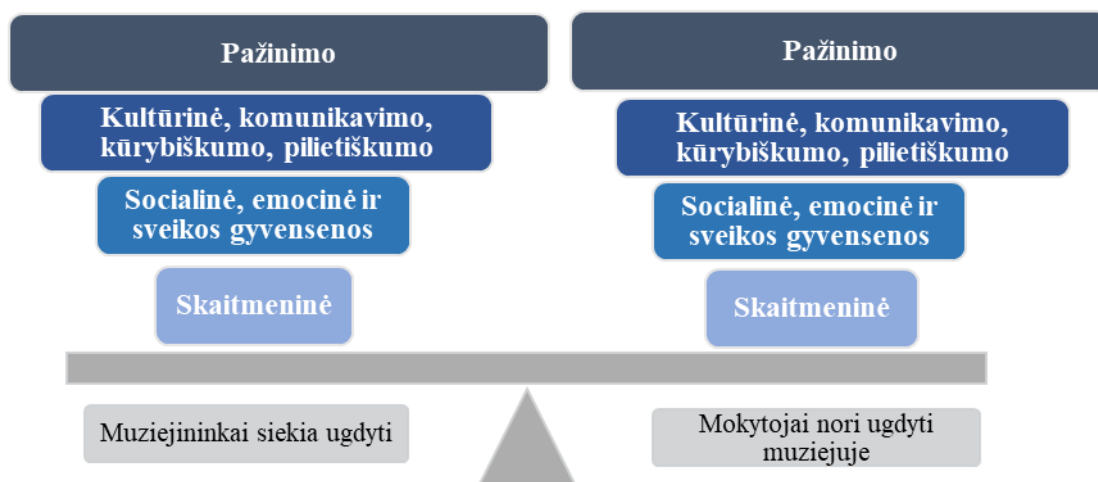 Pažinimo
Kultūrinė, komunikavimo,
kūrybiškumo, pilietiškumo
Socialinė, emocinė ir
sveikos gyvensenos
Skaitmeninė
Muziejininkai siekia ugdyti
Pažinimo
Kultūrinė, komunikavimo,
kūrybiškumo, pilietiškumo
Socialinė, emocinė ir
sveikos gyvensenos
Skaitmeninė
Mokytojai nori ugdyti
muziejuje